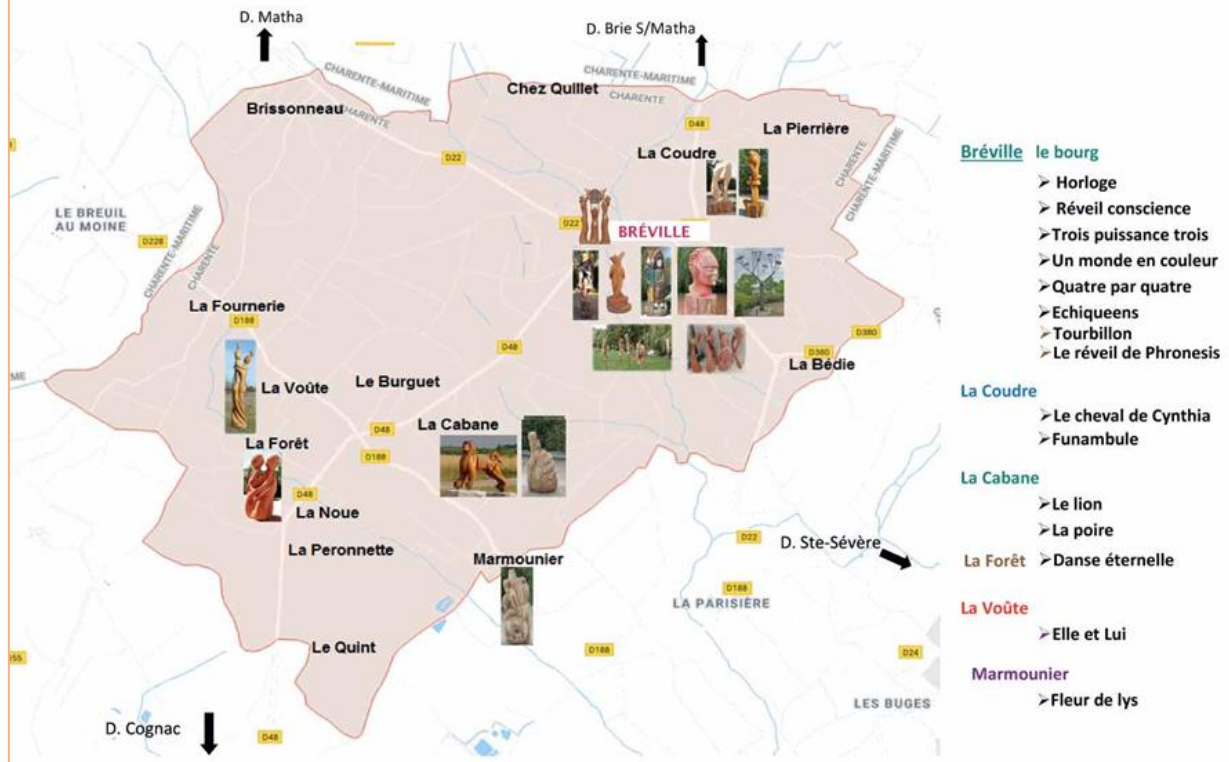 D. Matha
D. Brie S/Matha
CHARENTE-MARITIME
CHARENTE
CHARENTE-MARITIME
CHARENTE
Chez Quillet
Brissonneau
D48
La Pierrière
D22
La Coudre
CHARENTE
CHARENTE-MARITIME
LE BREUIL
AU MOINE
D228
CHARENTE-MARITIME
CHARENTE
D22
BRÉVILLE
La Fournerie
D188
D380
D48
D380
La Bédie
La Voûte
Le Burguet
La Cabane
D48
La Forêt
D188
D48
La Noue
La Peronnette
Marmounier
D22
D. Ste-Sévère
D188
LA PARISIÈRE
Le Quint
D188
D24
LES BUGES
D. Cognac
D48
Bréville le bourg
➢ Horloge
➢ Réveil conscience
➢Trois puissance trois
➢Un monde en couleur
➢Quatre par quatre
➢Echiqueens
➢Tourbillon
➢Le réveil de Phronesis
La Coudre
➢Le cheval de Cynthia
➢Funambule
La Cabane
➢Le lion
➢La poire
La Forêt ➢Danse éternelle
La Voûte
➢Elle et Lui
Marmounier
➢Fleur de lys